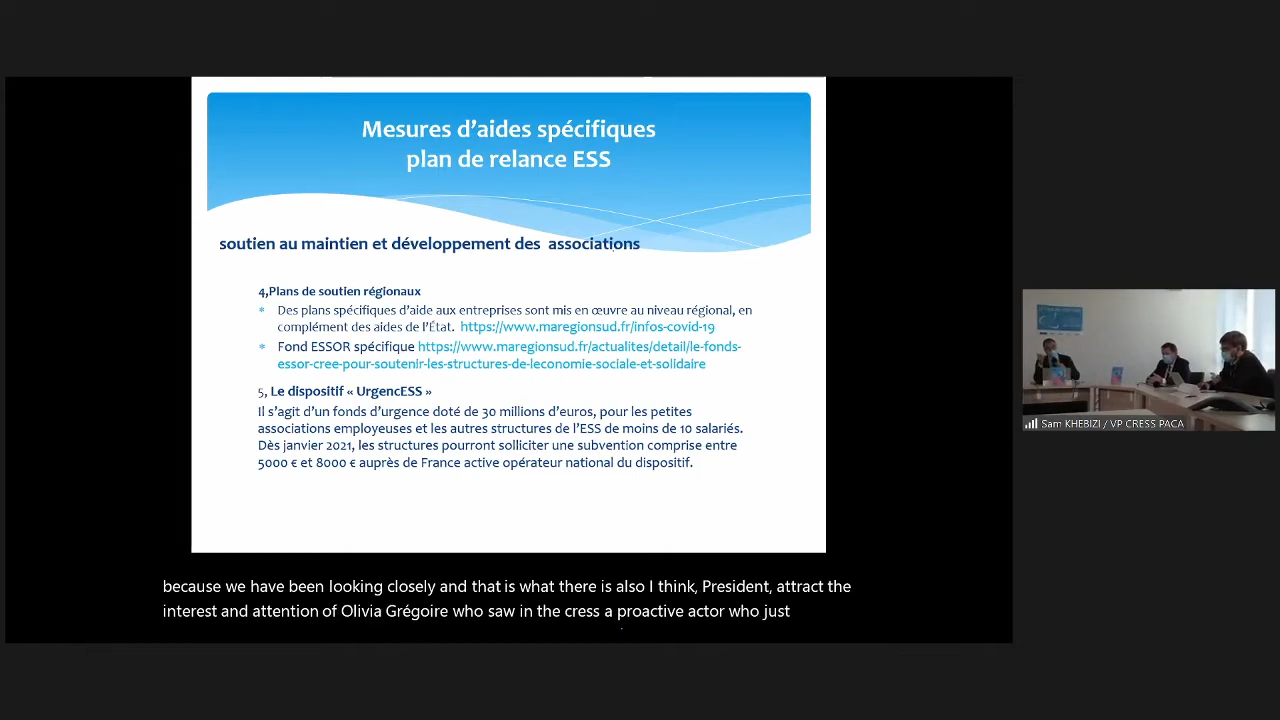 Mesures d’aides spécifiques
plan de relance ESS
soutien au maintien et développement des associations
4,Plans de soutien régionaux
* Des plans spécifiques d’aide aux entreprises sont mis en œuvre au niveau régional, en
complément des aides de l’État. https://www.maregionsud.fr/infos-covid-19
* Fond ESSOR spécifique https://www.maregionsud.fr/actualites/detail/le-fonds-
essor-cree-pour-soutenir-les-structures-de-leconomie-sociale-et-solidaire
5, Le dispositif « UrgencESS »
Il s’agit d’un fonds d’urgence doté de 30 millions d’euros, pour les petites
associations employeuses et les autres structures de l’ESS de moins de 10 salariés.
Dès janvier 2021, les structures pourront solliciter une subvention comprise entre
5000 € et 8000 € auprès de France active opérateur national du dispositif.
Sam KHEBIZI / VP CRESS PACA
because we have been looking closely and that is what there is also I think, President, attract the
interest and attention of Olivia Grégoire who saw in the cress a proactive actor who just